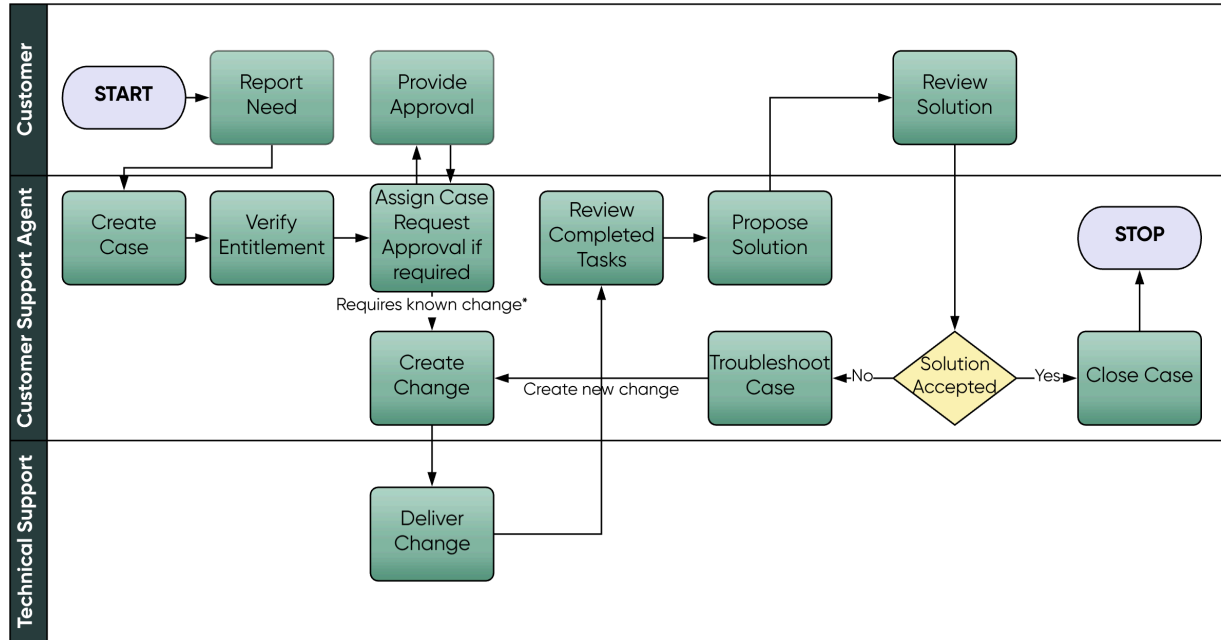 Customer
START
Report
Need
Provide
Approval
Review
Solution
Customer Support Agent
Create
Case
Verify
Entitlement
Assign Case
Request
Approval if
required
Review
Completed
Tasks
Propose
Solution
STOP
Requires known change*
Create
Change
Create new change
Troubleshoot
Case
No
Solution
Accepted
Yes
Close Case
Technical Support
Deliver
Change